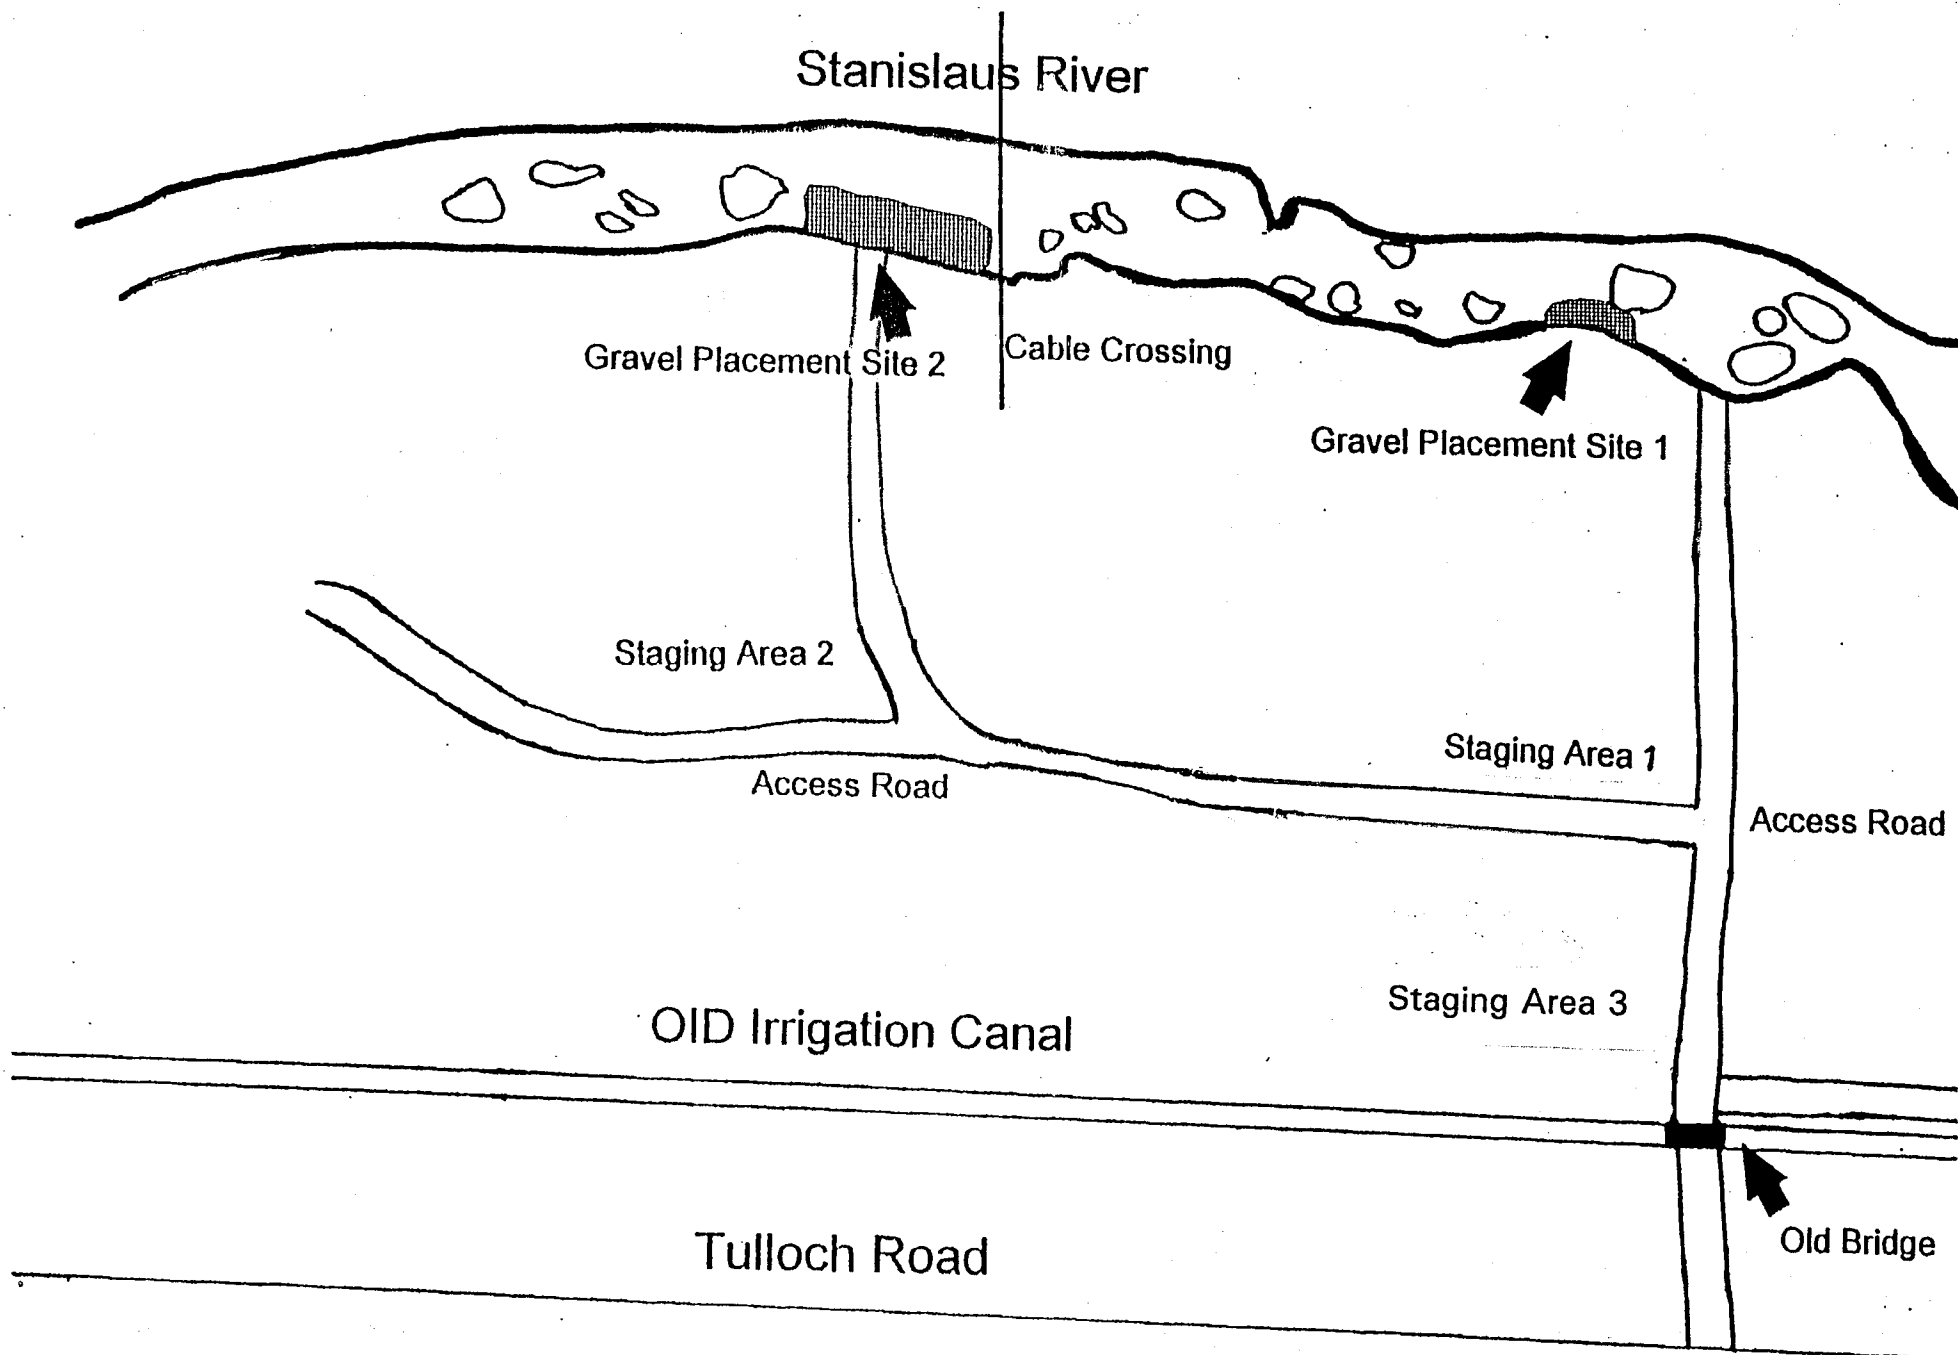 Stanislaus River
Gravel Placement Site 2
Cable Crossing
Gravel Placement Site 1
Staging Area 2
Staging Area 1
Access Road
Access Road
Staging Area 3
OID Irrigation Canal
Old Bridge
Tulloch Road